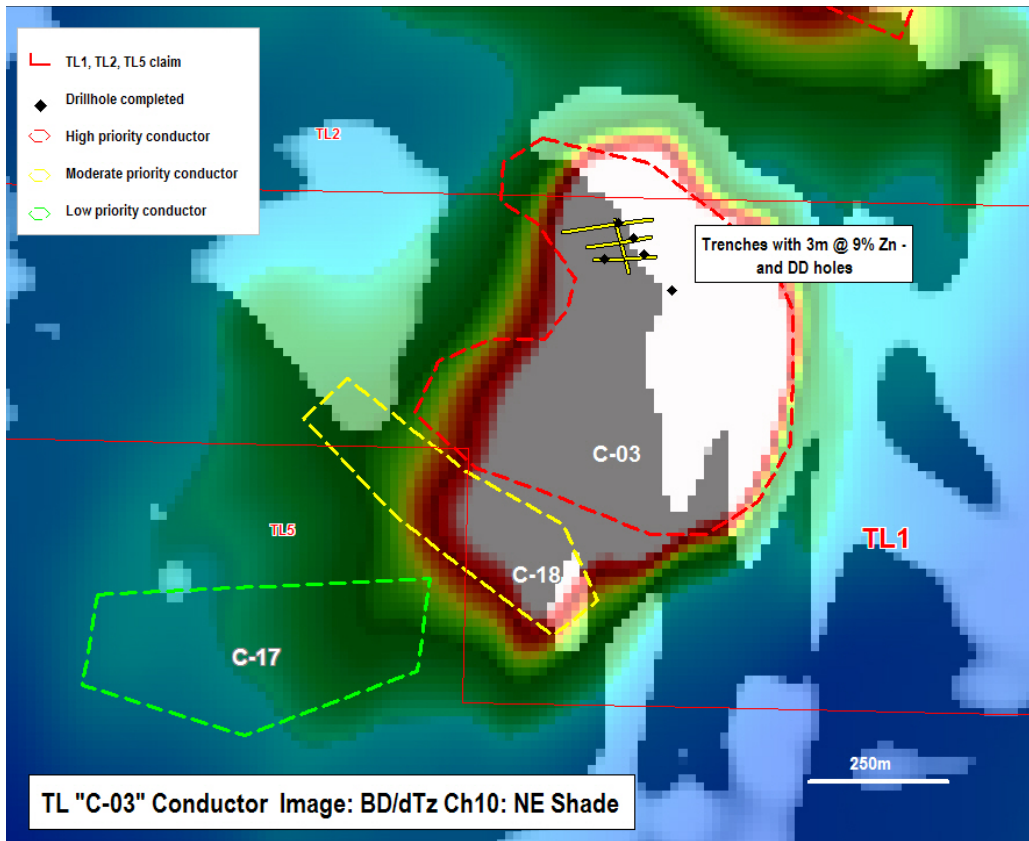 TL1, TL2, TL5 claim
Drillhole completed
High priority conductor
Moderate priority conductor
Low priority conductor
TL2
Trenches with 3m @ 9% Zn -
and DD holes
C-03
TL5
TL1
C-18
C-17
250m
TL "C-03" Conductor Image: BD/dTz Ch10: NE Shade